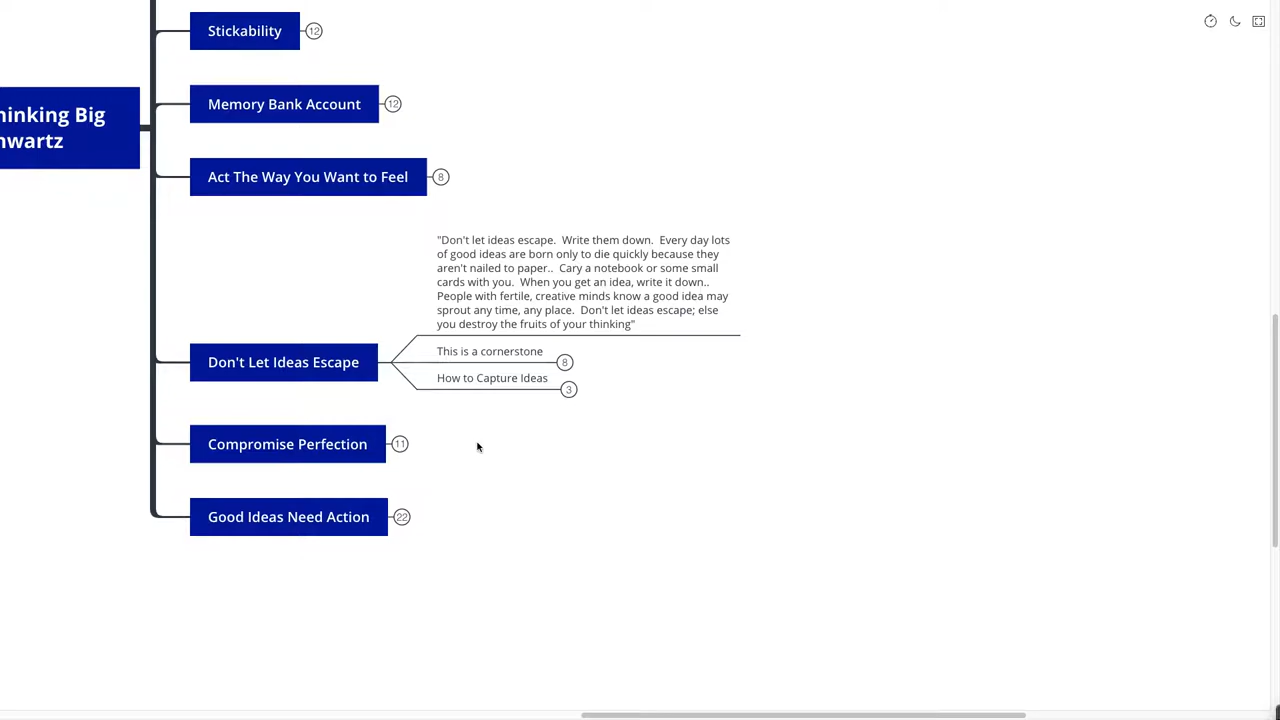 Stickability
12
hinking Big
hwartz
Memory Bank Account
12
Act The Way You Want to Feel
8
"Don't let ideas escape.  Write them down.  Every day lots
of good ideas are born only to die quickly because they
aren't nailed to paper..  Cary a notebook or some small
cards with you.  When you get an idea, write it down..
People with fertile, creative minds know a good idea may
sprout any time, any place.  Don't let ideas escape; else
you destroy the fruits of your thinking"
Don't Let Ideas Escape
This is a cornerstone
8
How to Capture Ideas
3
Compromise Perfection
11
Good Ideas Need Action
22